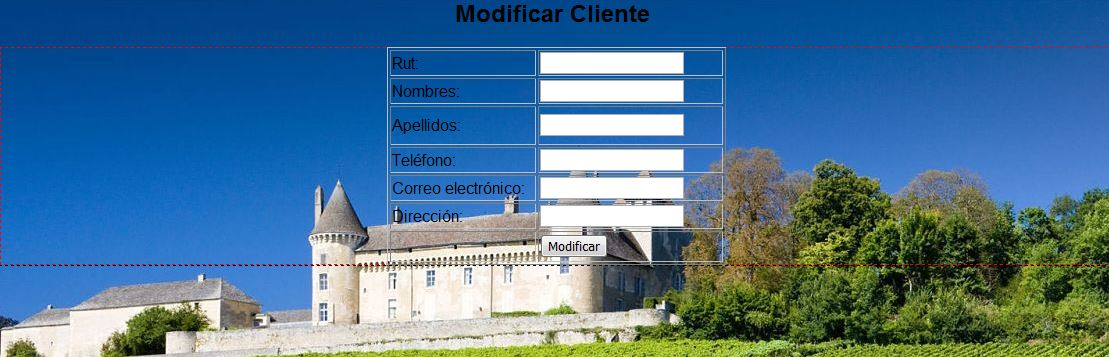 Modificar Cliente
Rut:
Nombres:
Apellidos:
Teléfono:
Correo electrónico:
Dirección:
Modificar